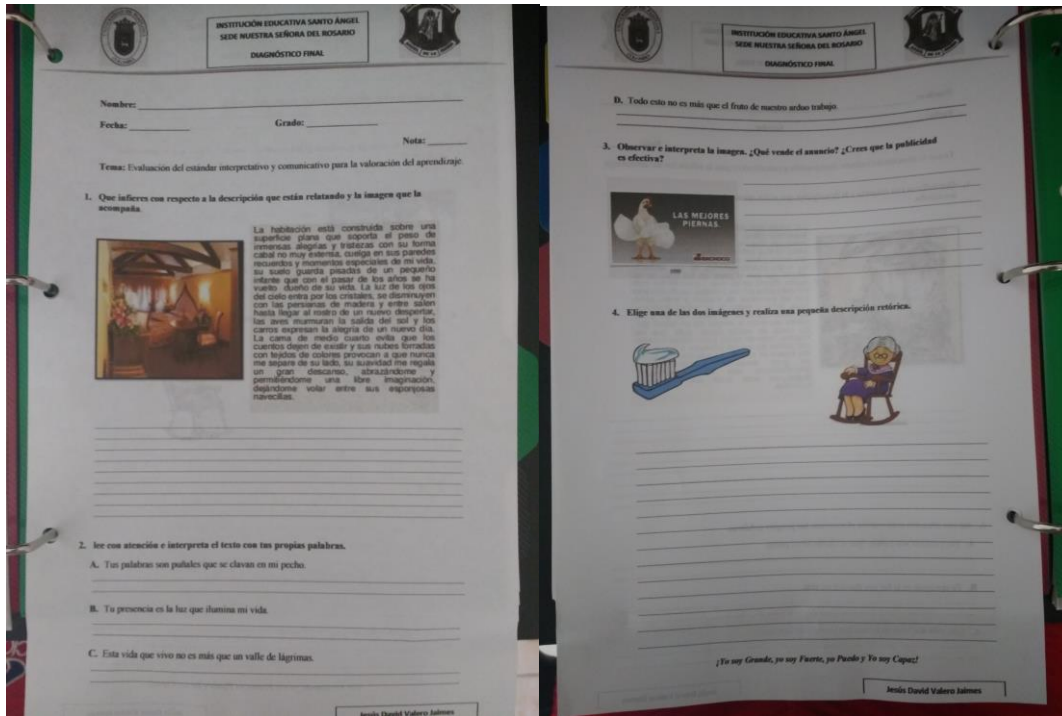 INSTITUCIÓN EDUCATIVA SANTO ÁNGEL
SEDE NUESTRA SEÑORA DEL ROSARIO
DIAGNÓSTICO FINAL
Nombre:
Fecha: Grado:
Nota:
Tema: Evaluación del estándar interpretativo y comunicativo para la valoración del aprendizaje.
1. Que infieres con respecto a la descripción que están relatando y la imagen que la
acompaña.
La habitación está construida sobre una
superficie plana que soporta el peso de
inmensas alegrías y tristezas con su forma
cabal no muy extensa, cuelga en sus paredes
recuerdos y momentos especiales de mi vida,
su suelo guarda pisadas de un pequeño
infante que con el pasar de los años se ha
vuelto dueño de su vida. La luz de los ojos
del cielo entra por los cristales, se disminuyen
con las persianas de madera y entre salen
hasta llegar al rostro de un nuevo despertar,
las aves murmuran la salida del sol y los
carros expresan la alegría de un nuevo día.
La cama de medio cuarto evita que los
cuentos dejen de existir y sus nubes forradas
con tejidos de colores provocan a que nunca
me separe de su lado, su suavidad me regala
un gran descanso, abrazándome y
permitiéndome una libre imaginación,
dejándome volar entre sus esponjosas
navecillas.
2. lee con atención e interpreta el texto con tus propias palabras.
A. Tus palabras son puñales que se clavan en mi pecho.
B. Tu presencia es la luz que ilumina mi vida.
C. Esta vida que vivo no es más que un valle de lágrimas.
Jesús David Valero Jaimes
INSTITUCIÓN EDUCATIVA SANTO ÁNGEL
SEDE NUESTRA SEÑORA DEL ROSARIO
DIAGNÓSTICO FINAL
D. Todo esto no es más que el fruto de nuestro arduo trabajo.
3. Observar e interpreta la imagen. ¿Qué vende el anuncio? ¿Crees que la publicidad
es efectiva?
LAS MEJORES
PIERNAS
4. Elige una de las dos imágenes y realiza una pequeña descripción retórica.
¡Yo soy Grande, yo soy Fuerte, yo Puedo y Yo soy Capaz!
Jesús David Valero Jaimes